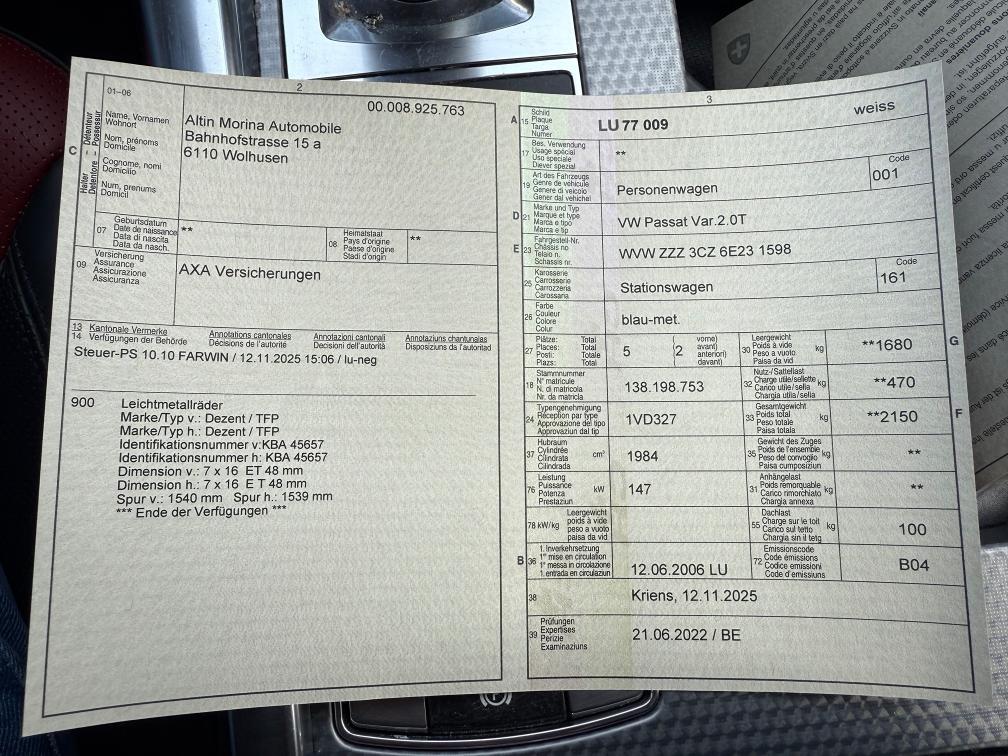 2
01–06
00.008.925.763
C
Halter – Détenteur
Detentore – Possessur
Name, Vornamen
Wohnort
Nom, prénoms
Domicile
Cognome, nomi
Domicilio
Num, prenums
Domicil
Altin Morina Automobile
Bahnhofstrasse 15 a
6110 Wolhusen
07
Geburtsdatum
Date de naissance
Data di nascita
Data da nasch.
**
08
Heimatstaat
Pays d'origine
Paese d'origine
Stadi d'origin
**
09
Versicherung
Assurance
Assicurazione
Assicuranza
AXA Versicherungen
13 Kantonale Vermerke Annotations cantonales Annotazioni cantonali Annotaziuns chantunalas
14 Verfügungen der Behörde Décisions de l'autorité Decisioni dell'autorità Disposiziuns da l'autoritad
Steuer-PS 10.10 FARWIN / 12.11.2025 15:06 / lu-neg
900 Leichtmetallräder
Marke/Typ v.: Dezent / TFP
Marke/Typ h.: Dezent / TFP
Identifikationsnummer v:KBA 45657
Identifikationsnummer h: KBA 45657
Dimension v.: 7 x 16 ET 48 mm
Dimension h.: 7 x 16 E T 48 mm
Spur v.: 1540 mm Spur h.: 1539 mm
*** Ende der Verfügungen ***
3
A 15
Schild
Plaque
Targa
Numer
LU 77 009
weiss
17
Bes. Verwendung
Usage spécial
Uso speciale
Diever spezial
**
19
Art des Fahrzeugs
Genre de véhicule
Genere di veicolo
Gener dal vehichel
Personenwagen
Code
001
D 21
Marke und Typ
Marque et type
Marca e tipo
Marca e tip
VW Passat Var.2.0T
E 23
Fahrgestell-Nr.
Châssis no
Telaio n.
Schassis nr.
WVW ZZZ 3CZ 6E23 1598
25
Karosserie
Carrosserie
Carrozzeria
Carossaria
Stationswagen
Code
161
26
Farbe
Couleur
Colore
Colur
blau-met.
27
Plätze: Total
Places: Total
Posti: Totale
Plazs: Total
5
2
vorne)
avant)
anteriori)
davant)
30
Leergewicht
Poids à vide
Peso a vuoto
Paisa da vid
kg
**1680
G
18
Stammnummer
N° matricule
N. di matricola
Nr. da matricla
138.198.753
32
Nutz-/Sattellast
Charge utile/sellette
Carico utile/sella
Chargia utila/sella
kg
**470
24
Typengenehmigung
Réception par type
Approvazione del tipo
Approvaziun dal tip
1VD327
33
Gesamtgewicht
Poids total
Peso totale
Paisa totala
kg
**2150
F
37
Hubraum
Cylindrée
Cilindrata
Cilindrada
cm³
1984
35
Gewicht des Zuges
Poids de l'ensemble
Peso del convoglio
Paisa cumposiziun
kg
**
76
Leistung
Puissance
Potenza
Prestaziun
kW
147
31
Anhängelast
Poids remorquable
Carico rimorchiato
Chargia annexa
kg
**
78 kW/kg
Leergewicht
poids à vide
peso a vuoto
paisa da vid
55
Dachlast
Charge sur le toit
Carico sul tetto
Chargia sin il tetg
kg
100
B 36
1. Inverkehrsetzung
1re mise en circulation
1a messa in circolazione
1. entrada en circulaziun
12.06.2006 LU
72
Emissionscode
Code émissions
Codice emissioni
Code d'emissiuns
B04
38
Kriens, 12.11.2025
39
Prüfungen
Expertises
Perizie
Examinaziuns
21.06.2022 / BE